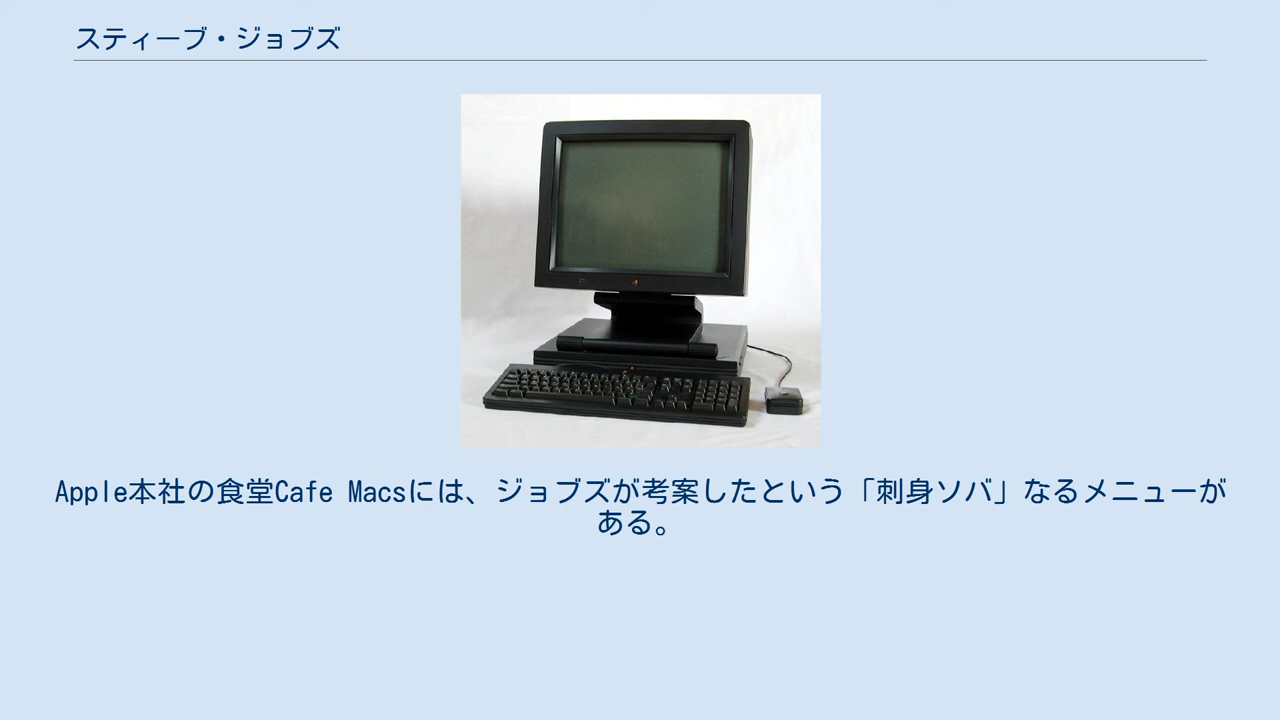 スティーブ・ジョブズ
Apple本社の食堂Cafe Macsには、ジョブズが考案したという「刺身ソバ」なるメニューが
ある。